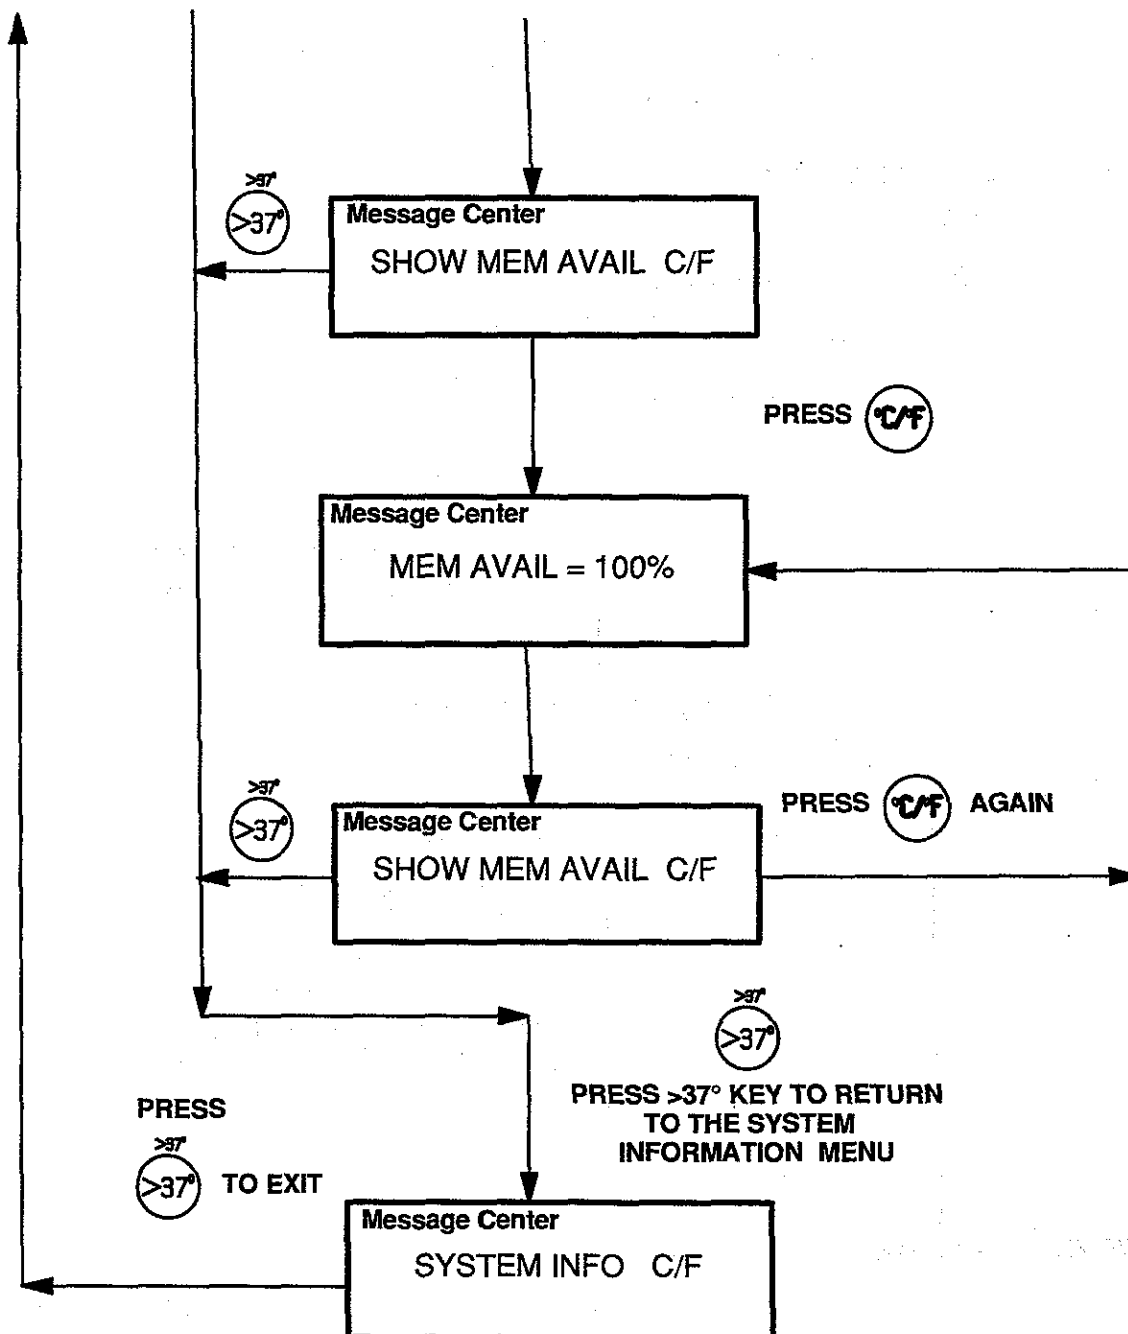 >37°
>37°
Message Center
SHOW MEM AVAIL C/F
PRESS °C/°F
Message Center
MEM AVAIL = 100%
>37°
>37°
PRESS °C/°F AGAIN
Message Center
SHOW MEM AVAIL C/F
>37°
>37°
PRESS >37° KEY TO RETURN
TO THE SYSTEM
INFORMATION MENU
PRESS
>37°
>37° TO EXIT
Message Center
SYSTEM INFO C/F